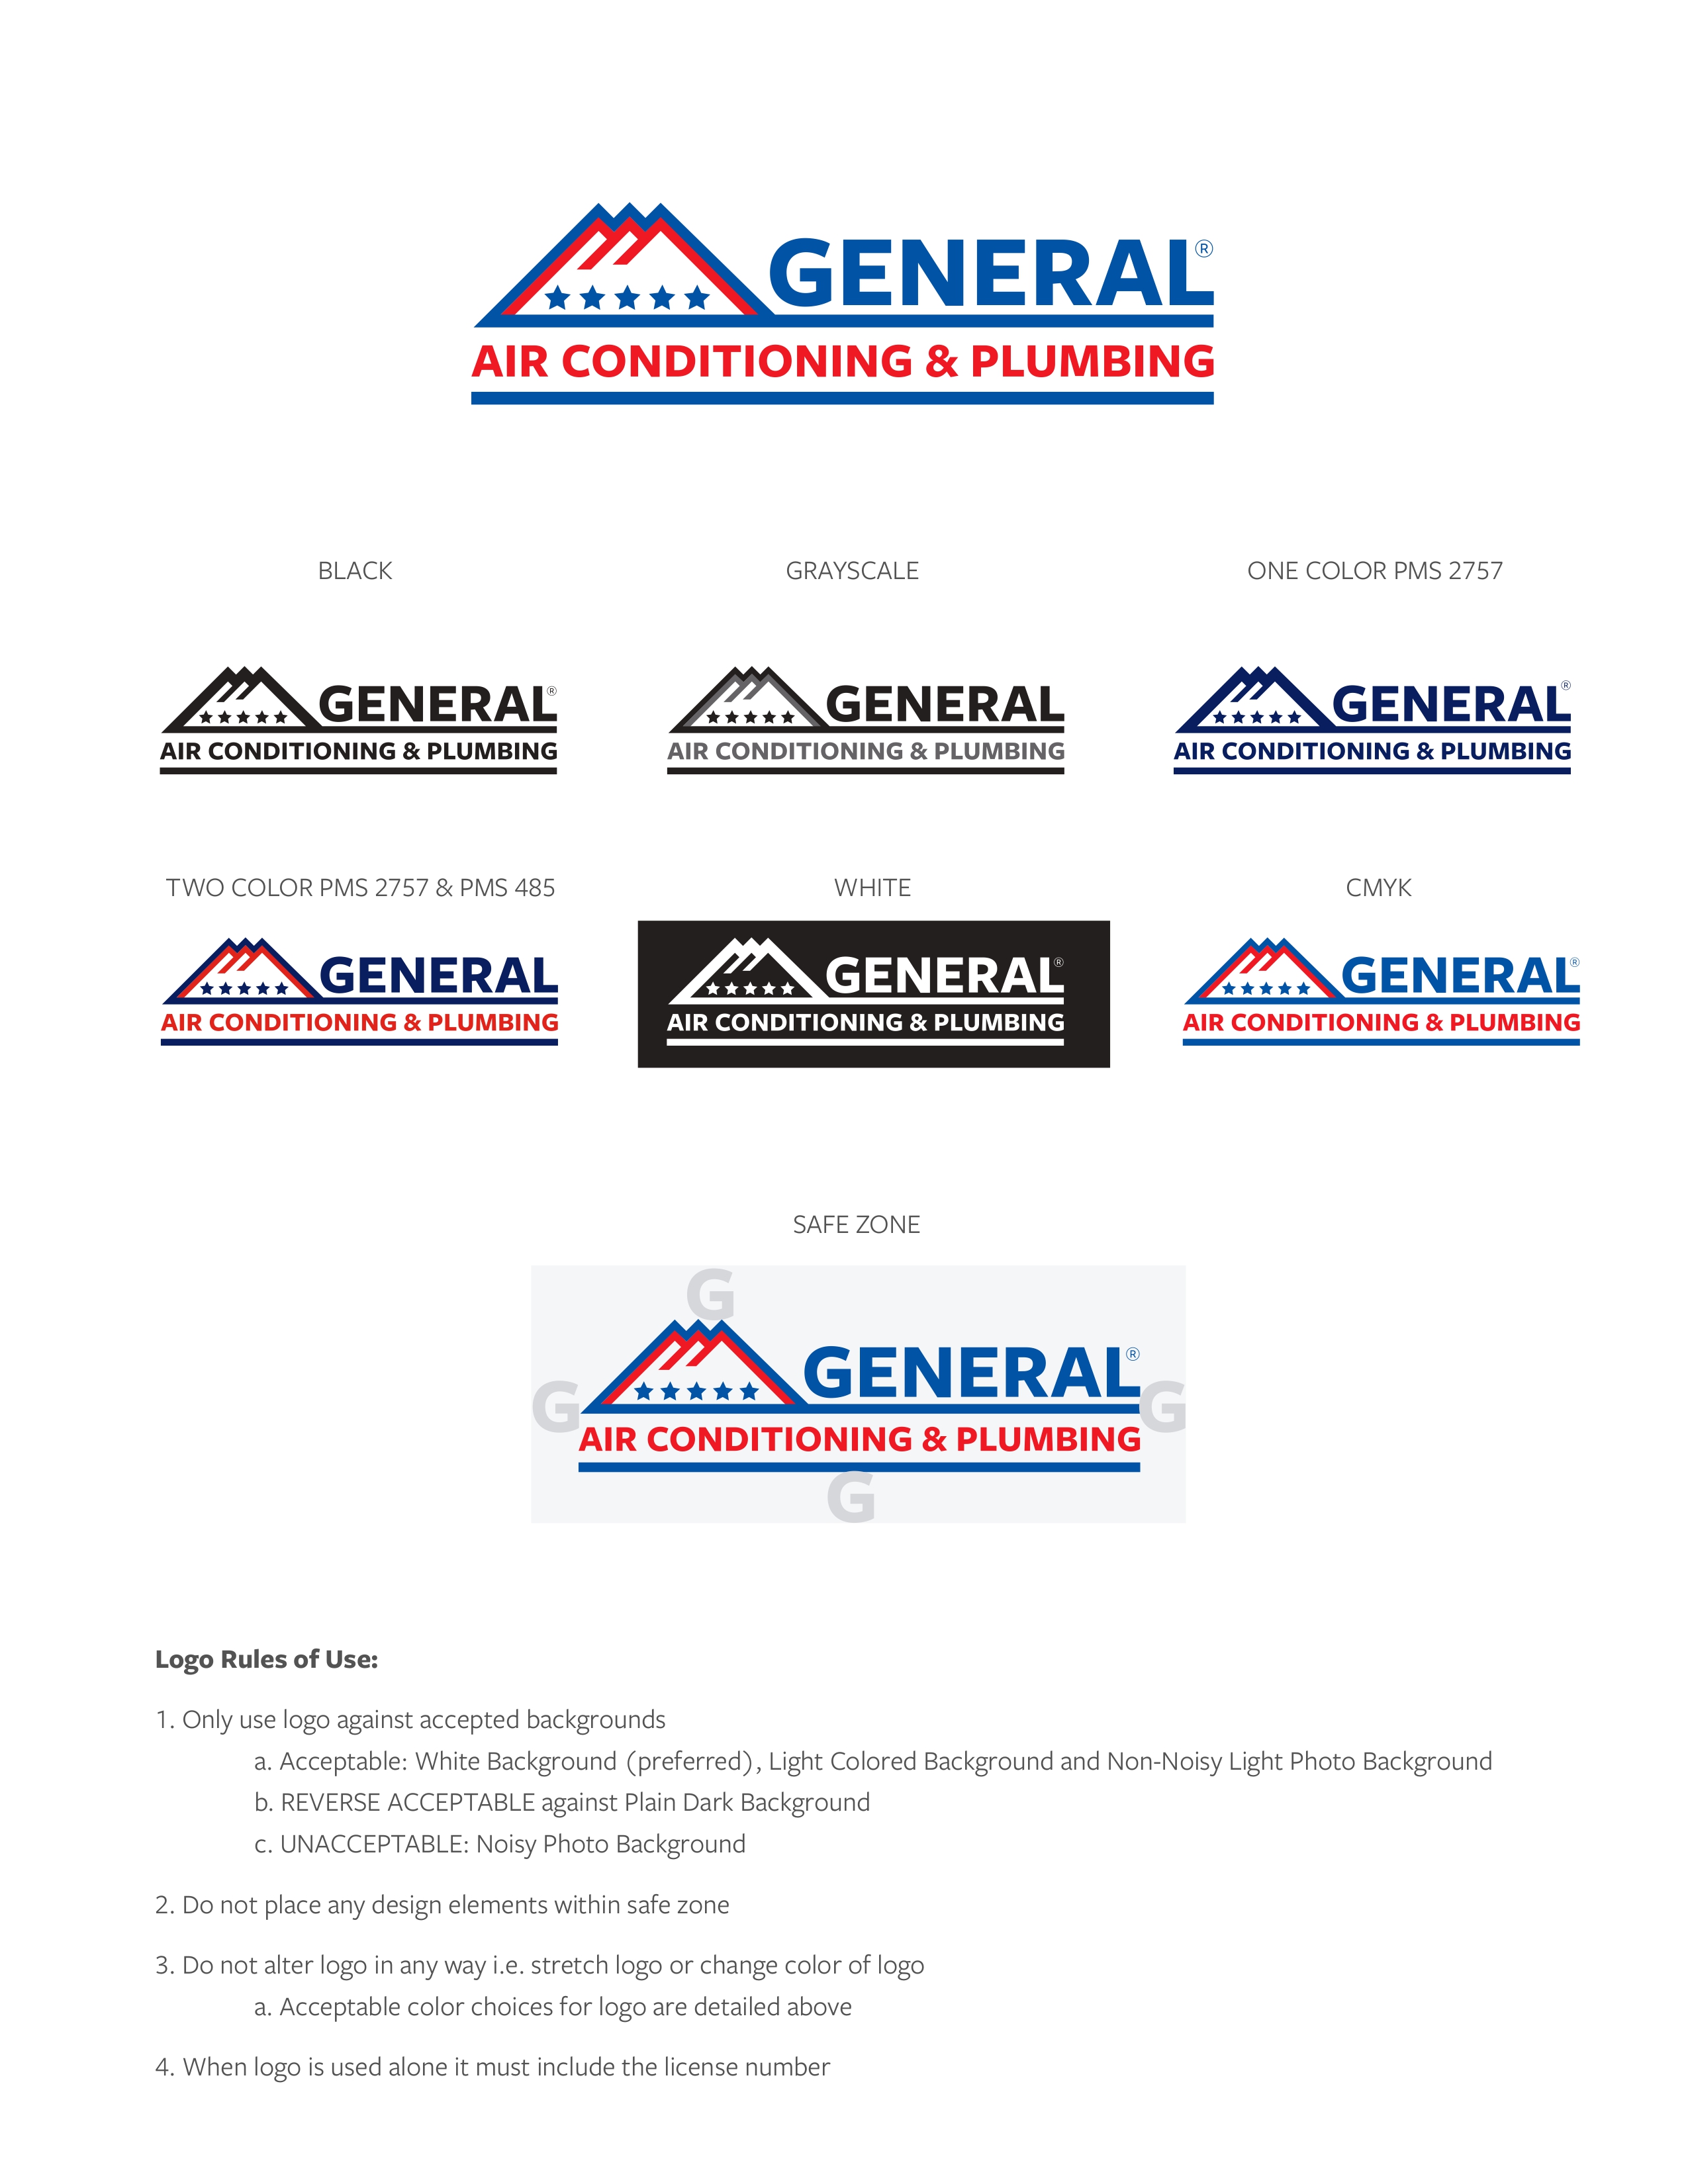 GENERAL®
AIR CONDITIONING & PLUMBING
BLACK
GRAYSCALE
ONE COLOR PMS 2757
GENERAL®
AIR CONDITIONING & PLUMBING
GENERAL
AIR CONDITIONING & PLUMBING
GENERAL®
AIR CONDITIONING & PLUMBING
TWO COLOR PMS 2757 & PMS 485
WHITE
CMYK
GENERAL
AIR CONDITIONING & PLUMBING
GENERAL®
AIR CONDITIONING & PLUMBING
GENERAL®
AIR CONDITIONING & PLUMBING
SAFE ZONE
G
GENERAL®
G
G
AIR CONDITIONING & PLUMBING
G
Logo Rules of Use:
1. Only use logo against accepted backgrounds
a. Acceptable: White Background (preferred), Light Colored Background and Non-Noisy Light Photo Background
b. REVERSE ACCEPTABLE against Plain Dark Background
c. UNACCEPTABLE: Noisy Photo Background
2. Do not place any design elements within safe zone
3. Do not alter logo in any way i.e. stretch logo or change color of logo
a. Acceptable color choices for logo are detailed above
4. When logo is used alone it must include the license number